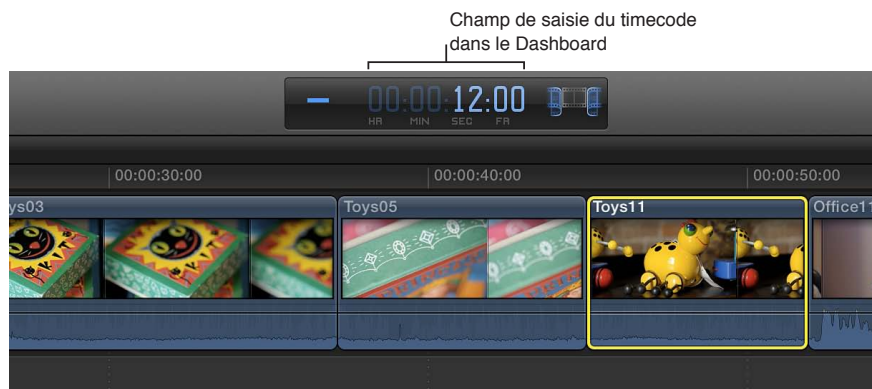 Champ de saisie du timecode
dans le Dashboard
00:00:12:00
HR MIN SEC FR
00:00:30:00 00:00:40:00 00:00:50:00
ys03 Toys05 Toys11 Office11